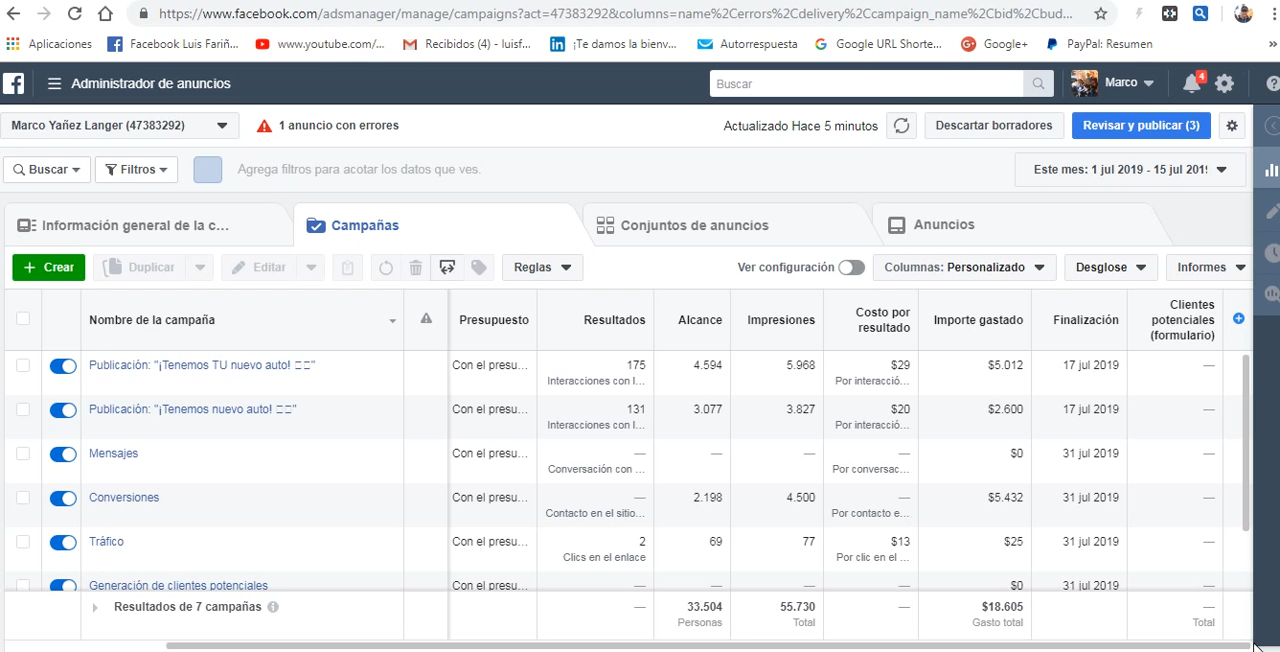 https://www.facebook.com/adsmanager/manage/campaigns?act=47383292&columns=name%2Cerrors%2Cdelivery%2Ccampaign_name%2Cbid%2Cbud...
Aplicaciones Facebook Luis Fariñ... www.youtube.com/... Recibidos (4) - luisf... ¡Te damos la bienv... Autorrespuesta Google URL Shorte... Google+ PayPal: Resumen »
Administrador de anuncios Buscar Marco 4
Marco Yañez Langer (47383292) 1 anuncio con errores Actualizado Hace 5 minutos Descartar borradores Revisar y publicar (3)
Buscar Filtros Agrega filtros para acotar los datos que ves. Este mes: 1 jul 2019 - 15 jul 201
Información general de la c... Campañas Conjuntos de anuncios Anuncios
+ Crear Duplicar Editar Reglas Ver configuración Columnas: Personalizado Desglose Informes
Nombre de la campaña Presupuesto Resultados Alcance Impresiones Costo por resultado Importe gastado Finalización Clientes potenciales (formulario)
Publicación: "¡Tenemos TU nuevo auto! □□" Con el presu... 175 4.594 5.968 $29 $5.012 17 jul 2019 —
Interacciones con l... Por interacció...
Publicación: "¡Tenemos nuevo auto! □□" Con el presu... 131 3.077 3.827 $20 $2.600 17 jul 2019 —
Interacciones con l... Por interacció...
Mensajes Con el presu... — — — — $0 31 jul 2019 —
Conversación con ... Por conversac...
Conversiones Con el presu... — 2.198 4.500 — $5.432 31 jul 2019 —
Contacto en el sitio... Por contacto e...
Tráfico Con el presu... 2 69 77 $13 $25 31 jul 2019 —
Clics en el enlace Por clic en el ...
Generación de clientes potenciales Con el presu... — — — — $0 31 jul 2019 —
Resultados de 7 campañas — 33.504 55.730 — $18.605 —
Personas Total Gasto total Total